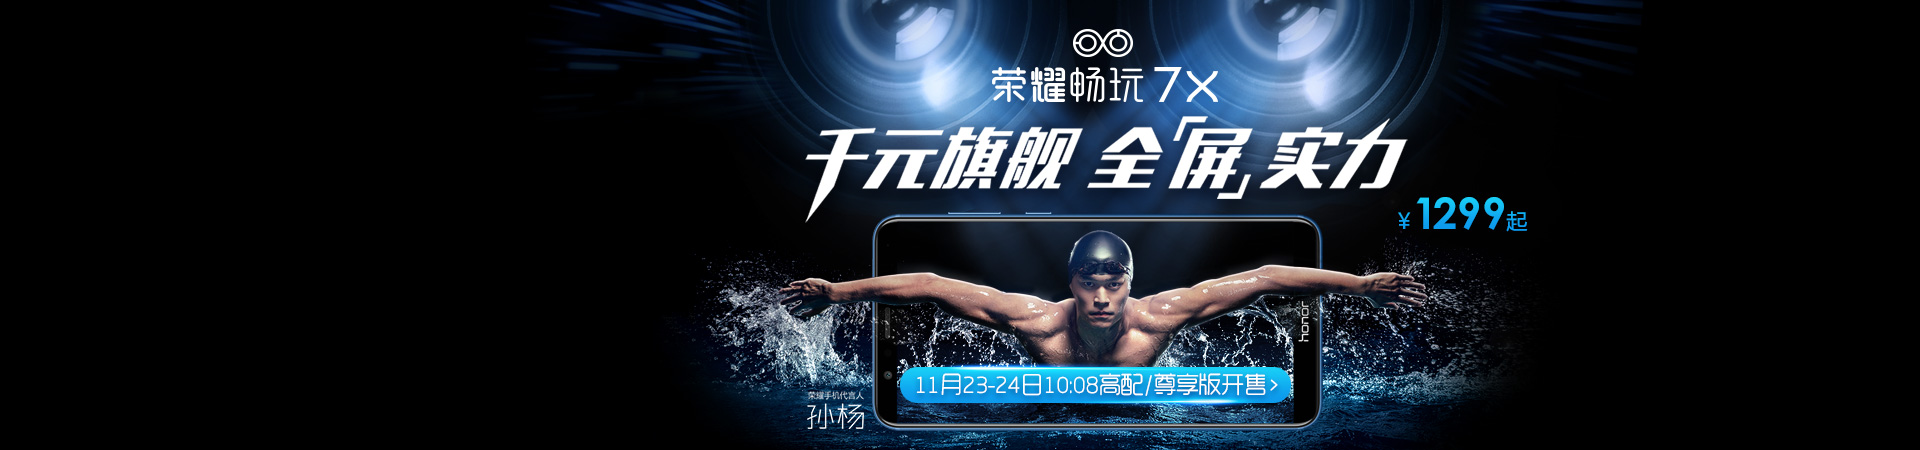 荣耀畅玩7X
千元旗舰 全「屏」实力
¥1299起
honor
11月23-24日10:08高配/尊享版开售>
荣耀手机代言人
孙杨